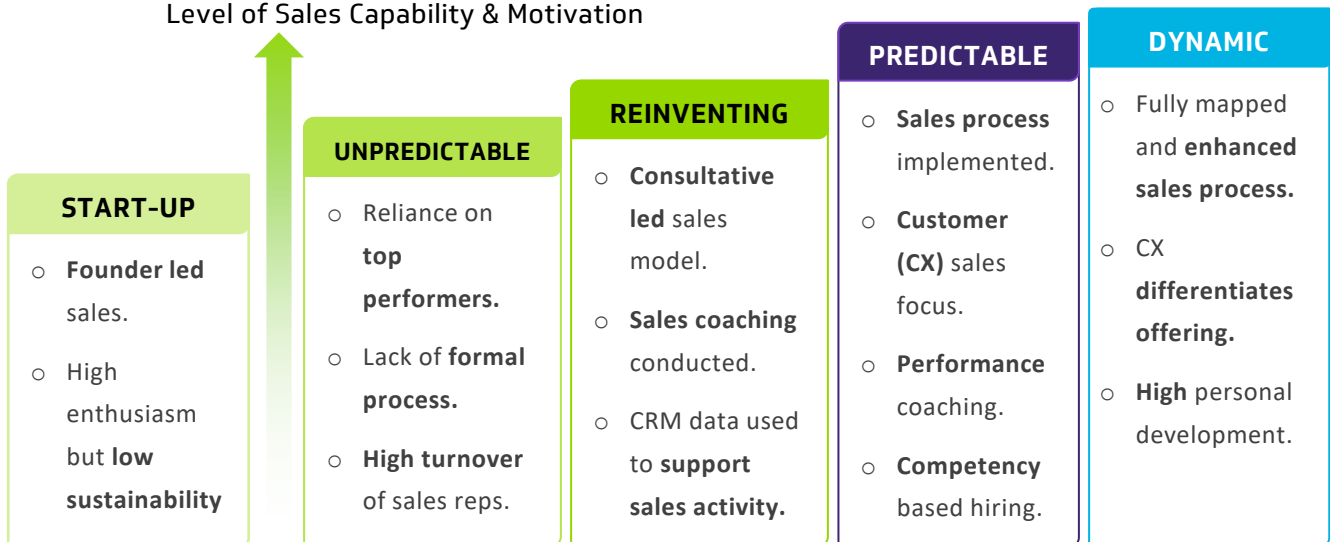 Level of Sales Capability & Motivation
START-UP
○ Founder led
sales.
○ High
enthusiasm
but low
sustainability
UNPREDICTABLE
○ Reliance on
top
performers.
○ Lack of formal
process.
○ High turnover
of sales reps.
REINVENTING
○ Consultative
led sales
model.
○ Sales coaching
conducted.
○ CRM data used
to support
sales activity.
PREDICTABLE
○ Sales process
implemented.
○ Customer
(CX) sales
focus.
○ Performance
coaching.
○ Competency
based hiring.
DYNAMIC
○ Fully mapped
and enhanced
sales process.
○ CX
differentiates
offering.
○ High personal
development.